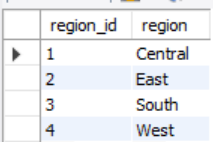 region_id region
1 Central
2 East
3 South
4 West